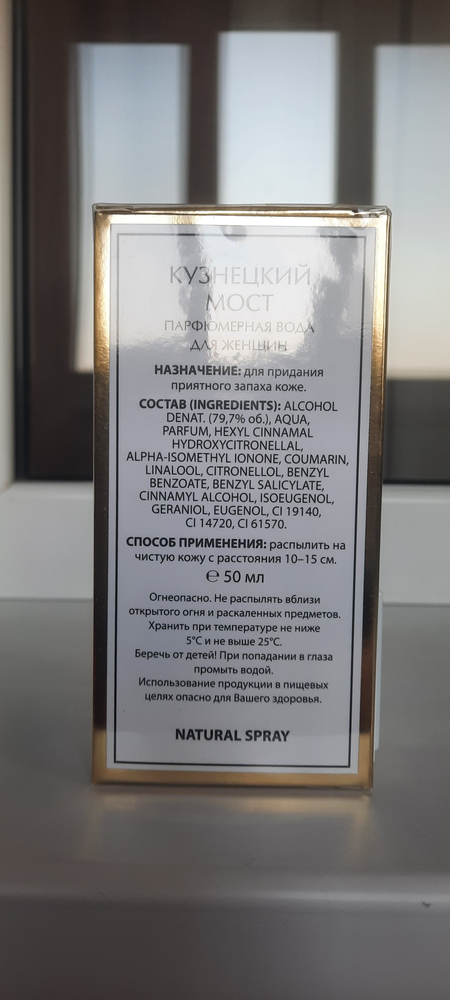 КУЗНЕЦКИЙ
МОСТ
ПАРФЮМЕРНАЯ ВОДА
ДЛЯ ЖЕНЩИН
НАЗНАЧЕНИЕ: для придания
приятного запаха коже.
СОСТАВ (INGREDIENTS): ALCOHOL
DENAT. (79,7% об.), AQUA,
PARFUM, HEXYL CINNAMAL
HYDROXYCITRONELLAL,
ALPHA-ISOMETHYL IONONE, COUMARIN,
LINALOOL, CITRONELLOL, BENZYL
BENZOATE, BENZYL SALICYLATE,
CINNAMYL ALCOHOL, ISOEUGENOL,
GERANIOL, EUGENOL, CI 19140,
CI 14720, CI 61570.
СПОСОБ ПРИМЕНЕНИЯ: распылить на
чистую кожу с расстояния 10–15 см.
℮ 50 мл
Огнеопасно. Не распылять вблизи
открытого огня и раскаленных предметов.
Хранить при температуре не ниже
5°С и не выше 25°С.
Беречь от детей! При попадании в глаза
промыть водой.
Использование продукции в пищевых
целях опасно для Вашего здоровья.
NATURAL SPRAY